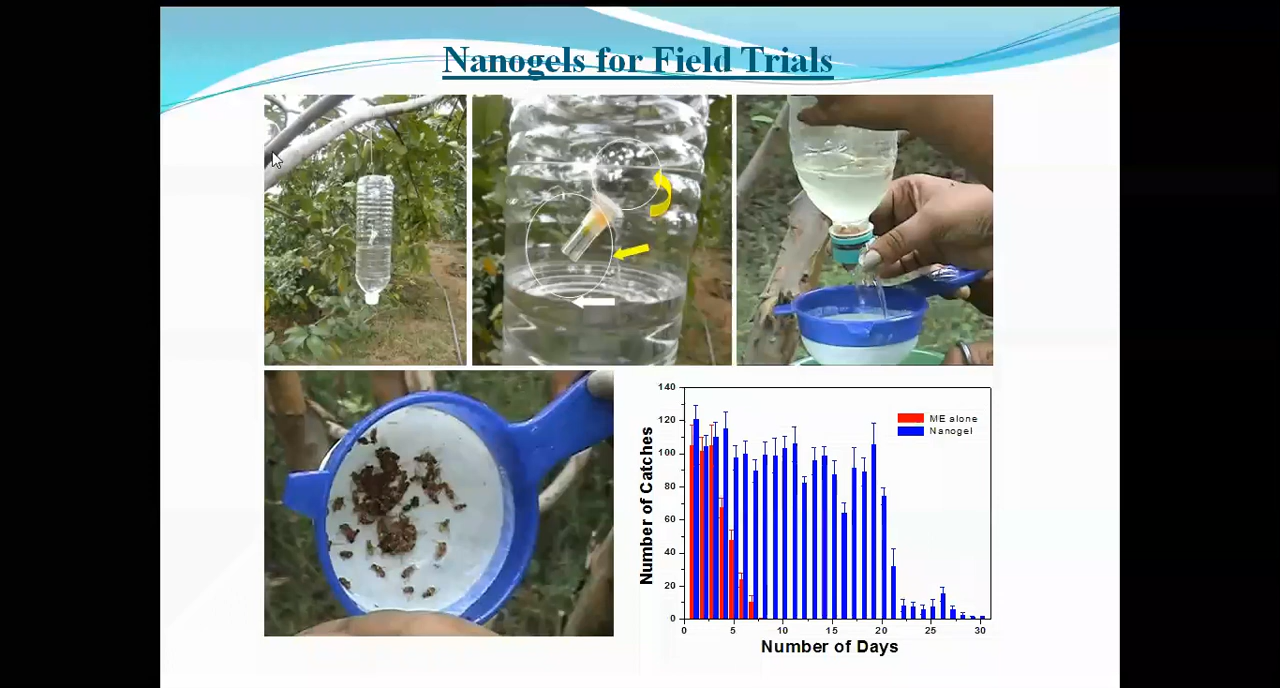 Nanogels for Field Trials
140
120
100
80
60
40
20
0
Number of Catches
ME alone
Nanogel
0 5 10 15 20 25 30
Number of Days